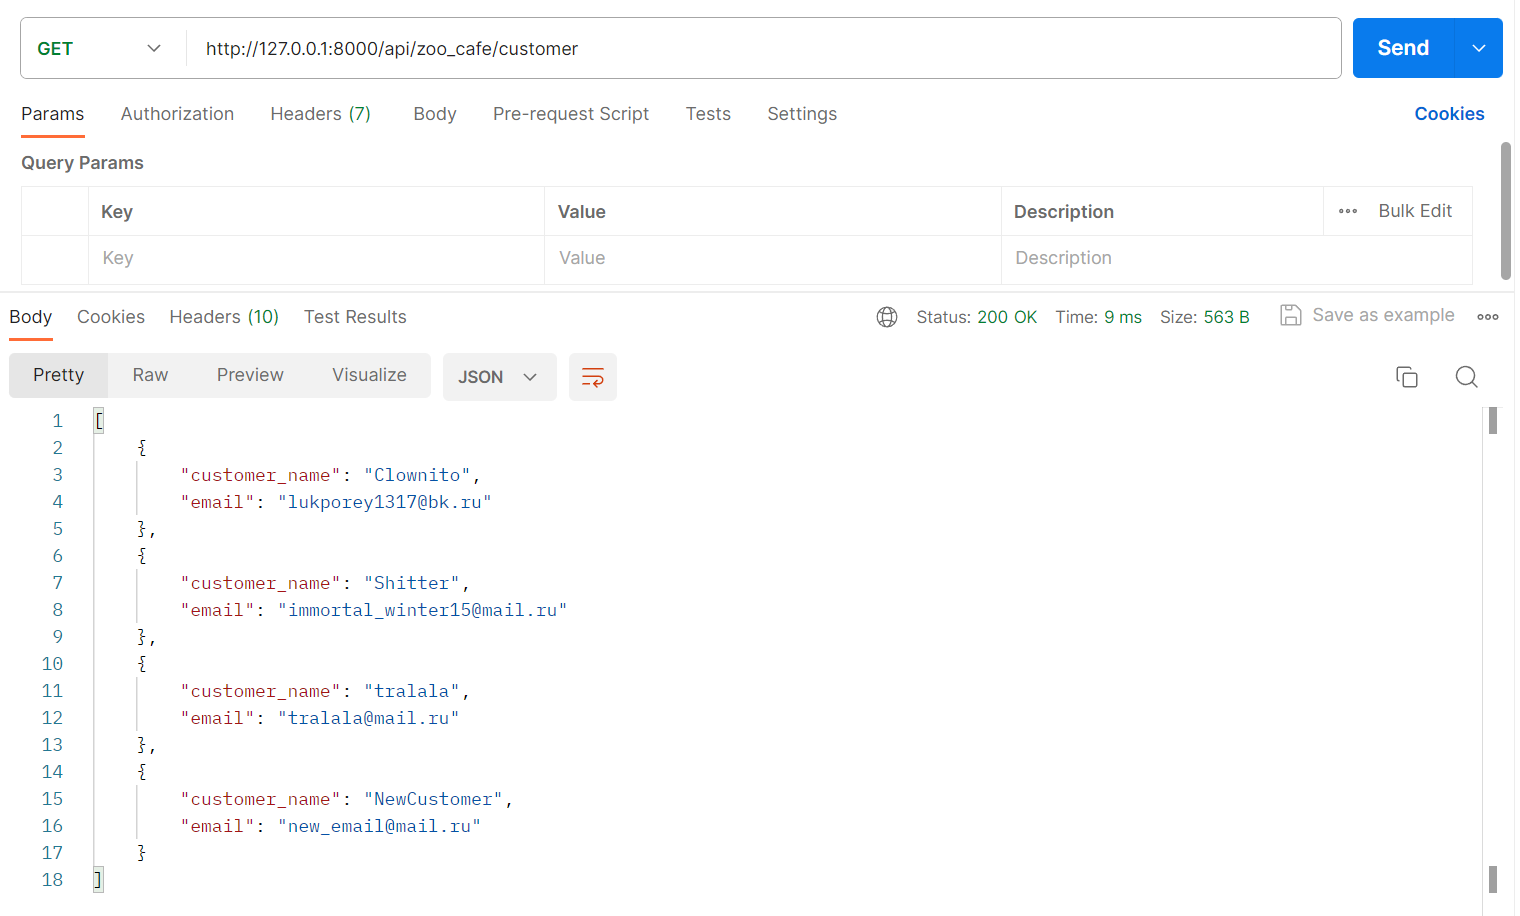 GET http://127.0.0.1:8000/api/zoo_cafe/customer Send
Params Authorization Headers (7) Body Pre-request Script Tests Settings Cookies
Query Params
Key Value Description Bulk Edit
Key Value Description
Body Cookies Headers (10) Test Results Status: 200 OK Time: 9 ms Size: 563 B Save as example
Pretty Raw Preview Visualize JSON
1 [
2 {
3 "customer_name": "Clownito",
4 "email": "lukporey1317@bk.ru"
5 },
6 {
7 "customer_name": "Shitter",
8 "email": "immortal_winter15@mail.ru"
9 },
10 {
11 "customer_name": "tralala",
12 "email": "tralala@mail.ru"
13 },
14 {
15 "customer_name": "NewCustomer",
16 "email": "new_email@mail.ru"
17 }
18 ]